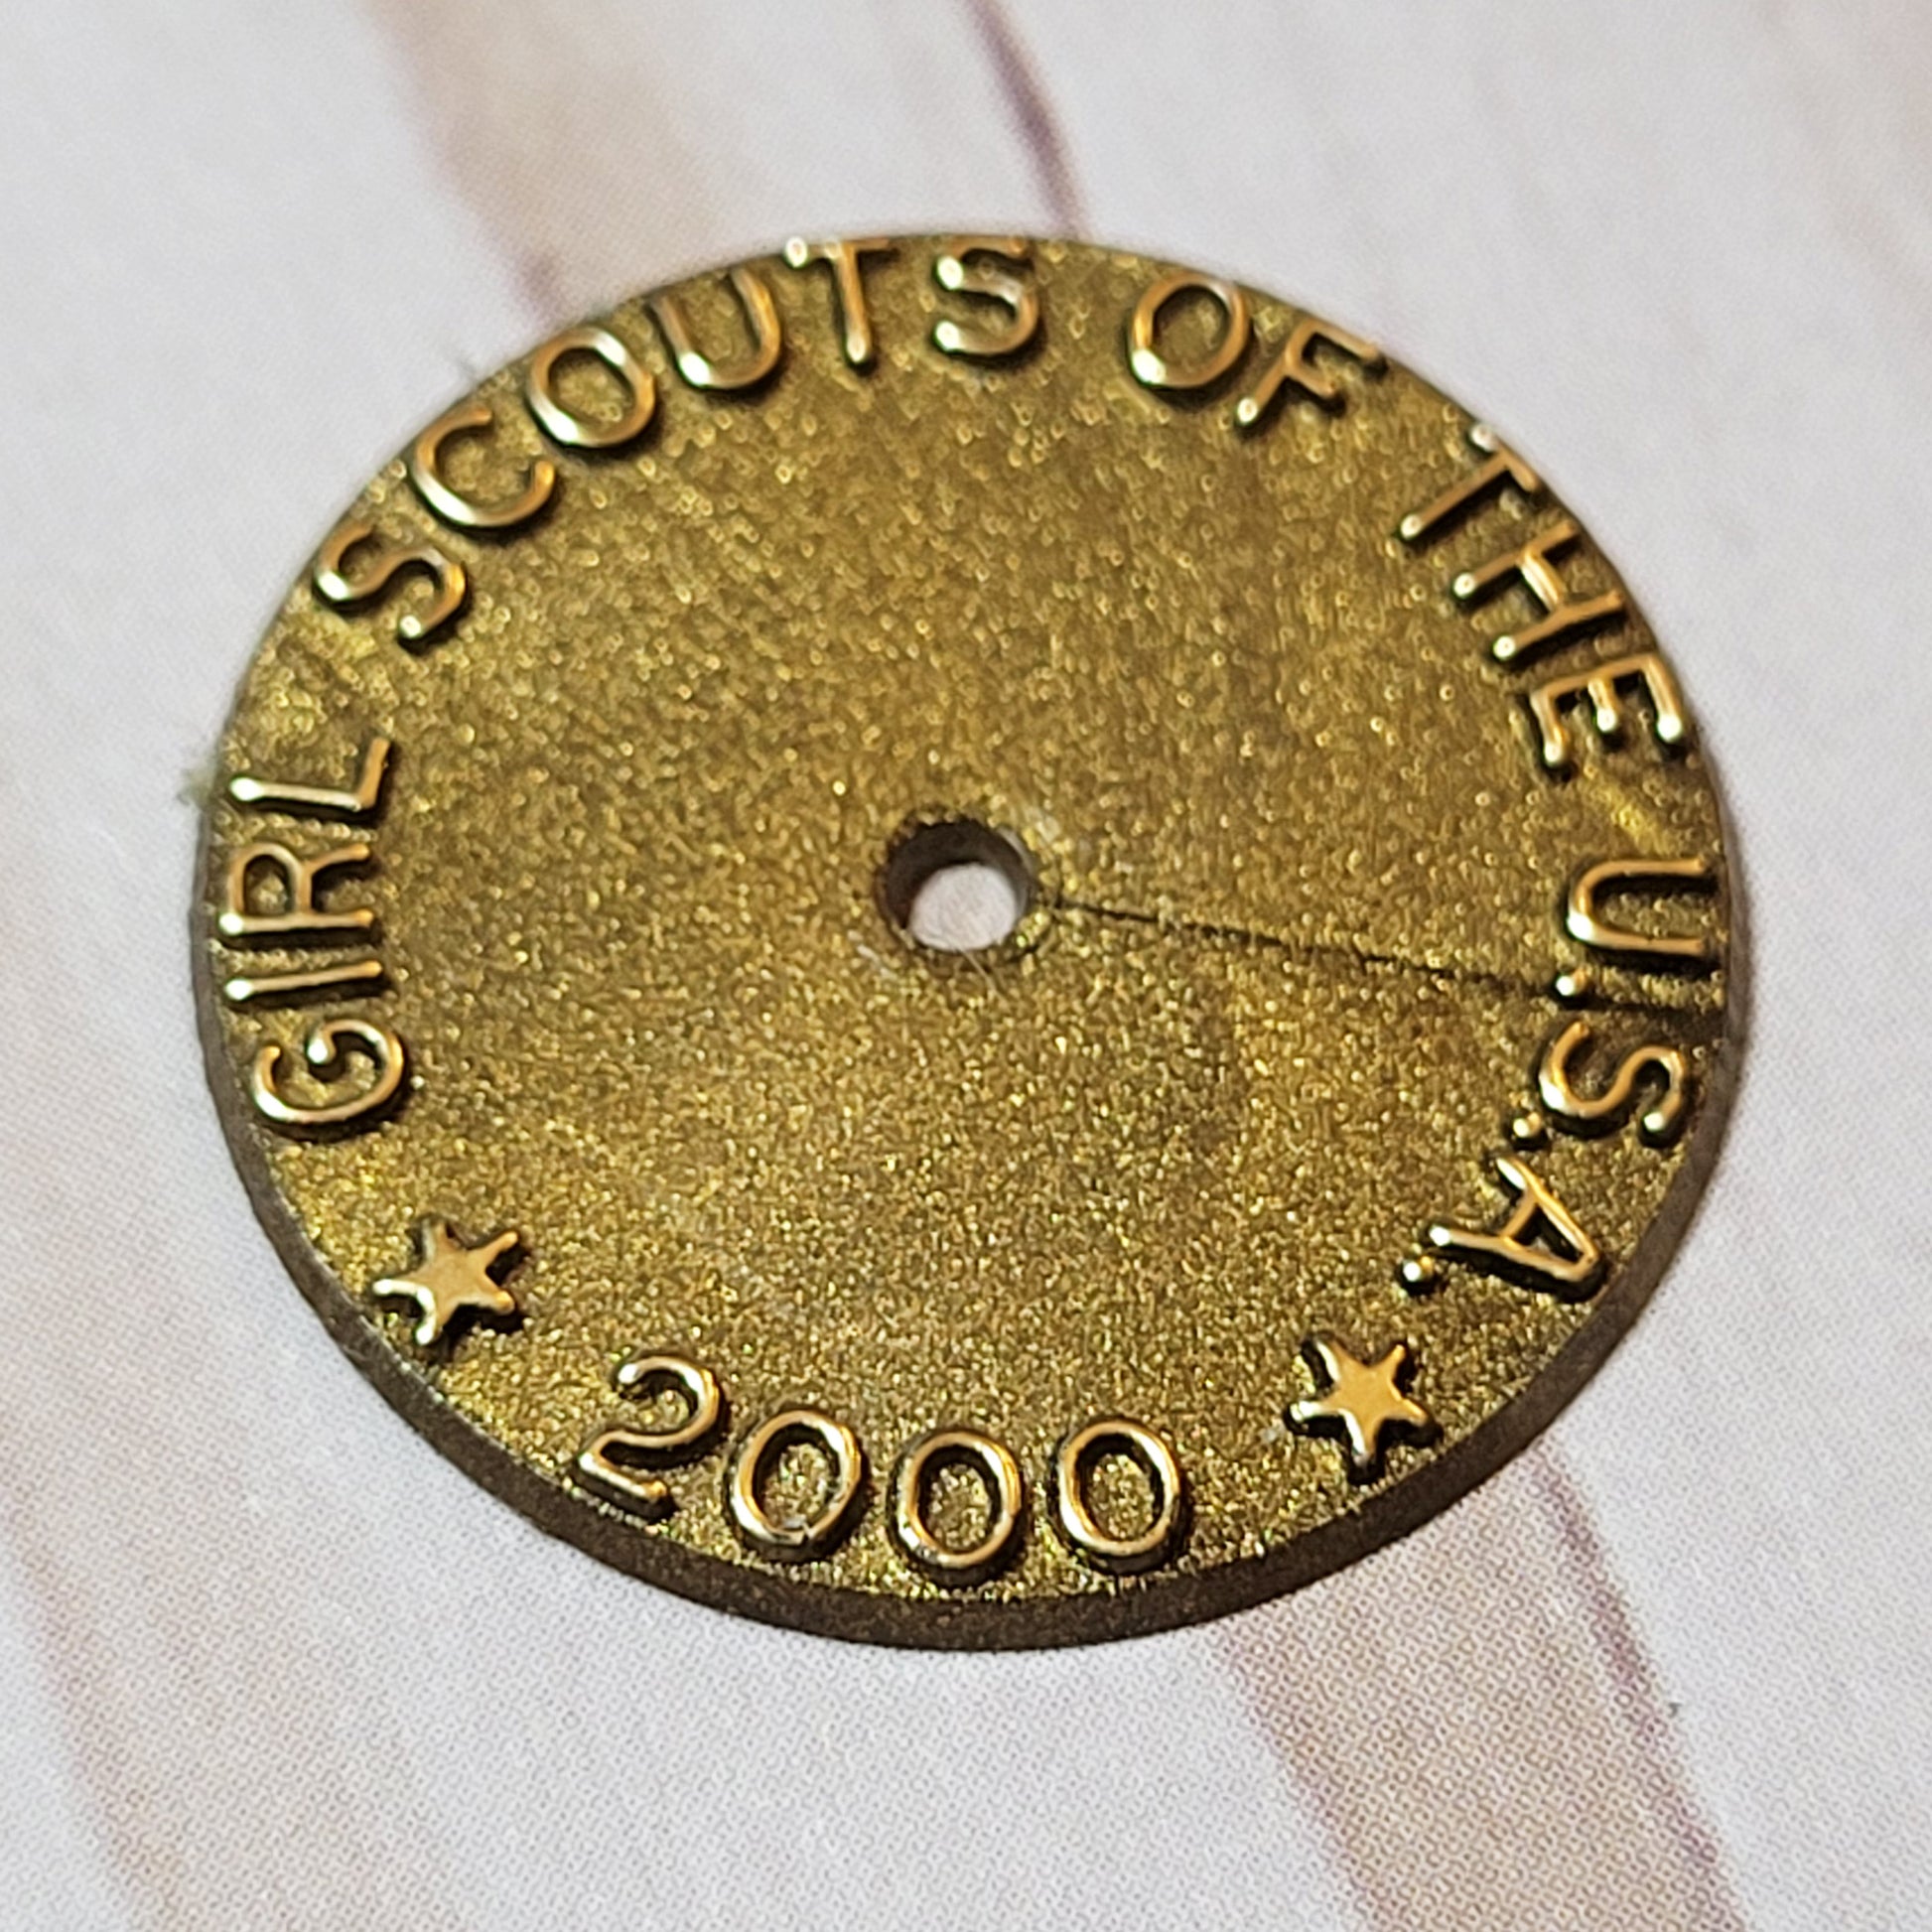 GIRL SCOUTS OF THE U.S.A.
2000